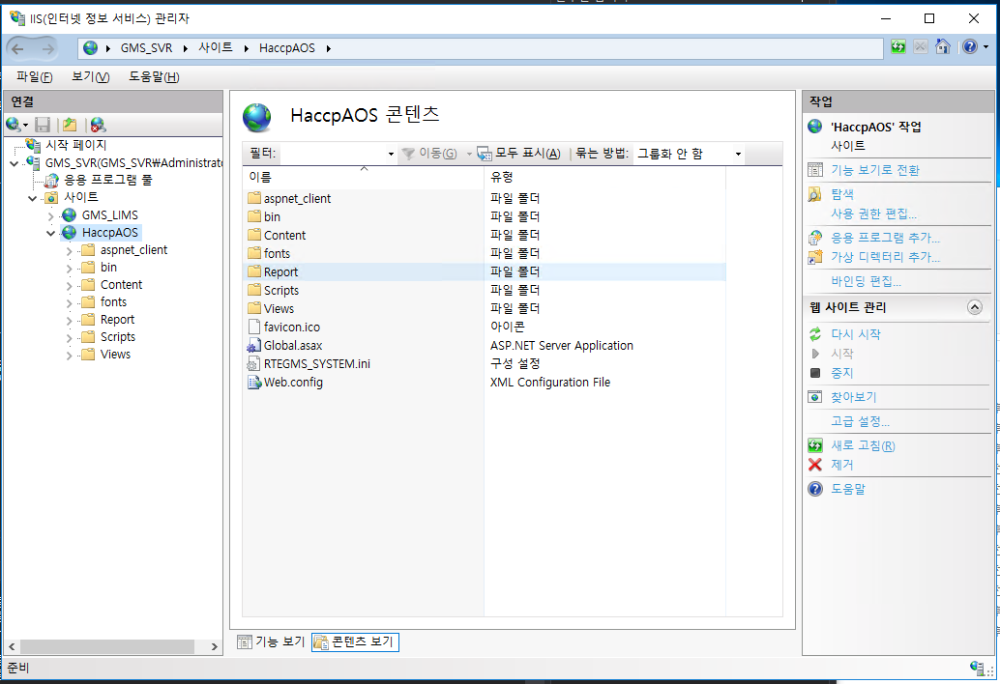 IIS(인터넷 정보 서비스) 관리자
GMS_SVR 사이트 HaccpAOS
파일(F) 보기(V) 도움말(H)
연결
시작 페이지
GMS_SVR(GMS_SVR₩Administrato
응용 프로그램 풀
사이트
GMS_LIMS
HaccpAOS
aspnet_client
bin
Content
fonts
Report
Scripts
Views
HaccpAOS 콘텐츠
필터: 이동(G) 모두 표시(A) 묶는 방법: 그룹화 안 함
이름 유형
aspnet_client 파일 폴더
bin 파일 폴더
Content 파일 폴더
fonts 파일 폴더
Report 파일 폴더
Scripts 파일 폴더
Views 파일 폴더
favicon.ico 아이콘
Global.asax ASP.NET Server Application
RTEGMS_SYSTEM.ini 구성 설정
Web.config XML Configuration File
기능 보기 콘텐츠 보기
작업
'HaccpAOS' 작업
사이트
기능 보기로 전환
탐색
사용 권한 편집...
응용 프로그램 추가...
가상 디렉터리 추가...
바인딩 편집...
웹 사이트 관리
다시 시작
시작
중지
찾아보기
고급 설정...
새로 고침(R)
제거
도움말
준비